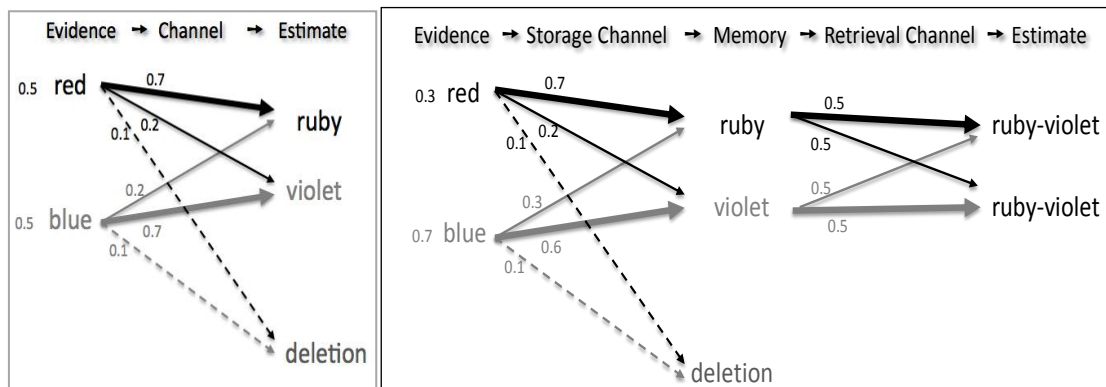 Evidence → Channel → Estimate
0.5 red 0.7
0.2
0.1
ruby
0.2
violet
0.5 blue 0.7
0.1
deletion
Evidence → Storage Channel → Memory → Retrieval Channel → Estimate
0.3 red 0.7
0.2
0.1
ruby 0.5 ruby-violet
0.5
0.3
violet 0.5 ruby-violet
0.5
0.7 blue 0.6
0.1
deletion